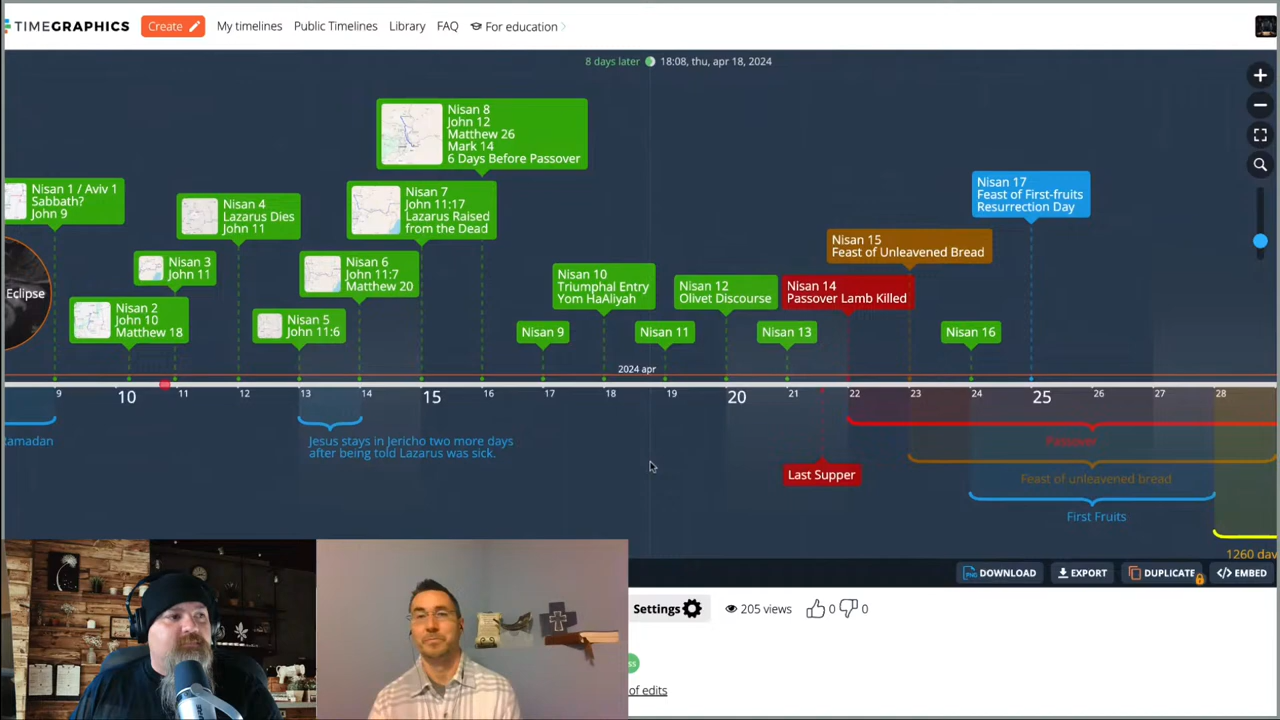 TIMEGRAPHICS
Create
My timelines
Public Timelines
Library
FAQ
For education
8 days later
18:08, thu, apr 18, 2024
Nisan 8
John 12
Matthew 26
Mark 14
6 Days Before Passover
Nisan 1 / Aviv 1
Sabbath?
John 9
Nisan 4
Lazarus Dies
John 11
Nisan 7
John 11:17
Lazarus Raised
from the Dead
Nisan 17
Feast of First-fruits
Resurrection Day
Nisan 15
Feast of Unleavened Bread
Nisan 3
John 11
Nisan 6
John 11:7
Matthew 20
Nisan 10
Triumphal Entry
Yom HaAliyah
Nisan 12
Olivet Discourse
Nisan 14
Passover Lamb Killed
Eclipse
Nisan 2
John 10
Matthew 18
Nisan 5
John 11:6
Nisan 9
Nisan 11
Nisan 13
Nisan 16
2024 apr
9
10
11
12
13
14
15
16
17
18
19
20
21
22
23
24
25
26
27
28
amadan
Jesus stays in Jericho two more days
after being told Lazarus was sick.
Passover
Last Supper
Feast of unleavened bread
First Fruits
1260 day
DOWNLOAD
EXPORT
DUPLICATE
</> EMBED
Settings
205 views
0
0
ss
of edits